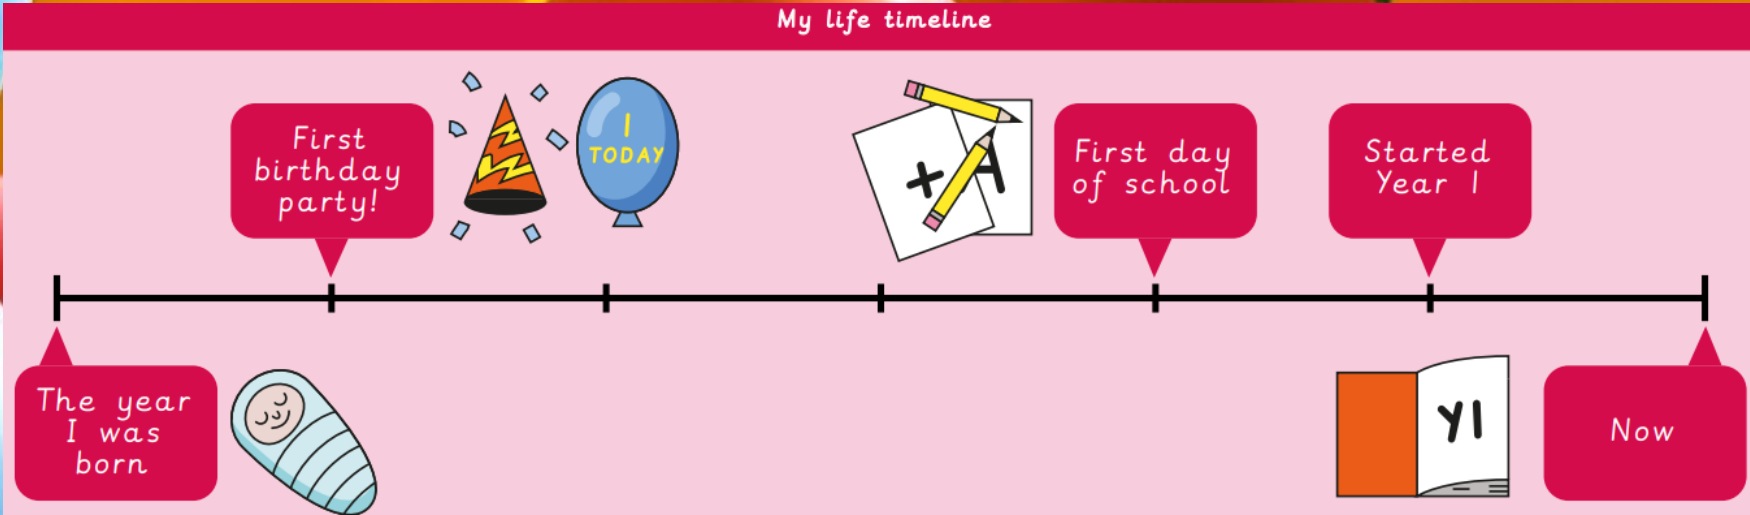 My life timeline
First
birthday
party!
1
TODAY
+
A
First day
of school
Started
Year 1
The year
I was
born
Y1
Now